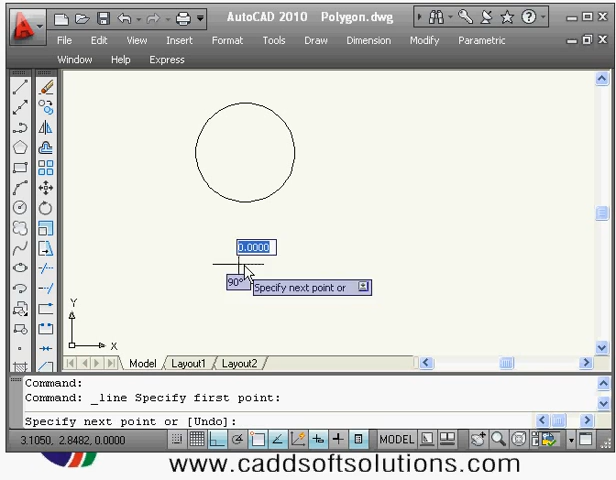 AutoCAD 2010 Polygon.dwg
File Edit View Insert Format Tools Draw Dimension Modify Parametric
Window Help Express
0.0000
90°
Specify next point or
Y
X
Model Layout1 Layout2
Command:
Command: _line Specify first point:
Specify next point or [Undo]:
3.1050, 2.8482, 0.0000 MODEL
www.caddsoftsolutions.com